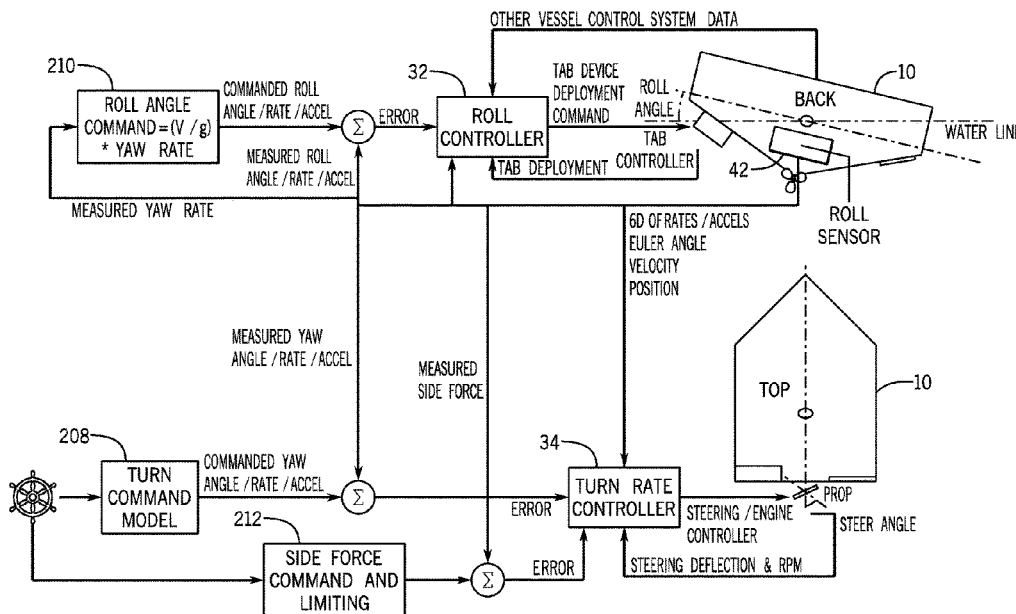 OTHER VESSEL CONTROL SYSTEM DATA
210
32
10
ROLL ANGLE
COMMAND=(V/g)
* YAW RATE
COMMANDED ROLL
ANGLE/RATE/ACCEL
Σ
ERROR
ROLL
CONTROLLER
TAB DEVICE
DEPLOYMENT
COMMAND
ROLL
ANGLE
BACK
WATER LINE
MEASURED ROLL
ANGLE/RATE/ACCEL
TAB DEPLOYMENT
TAB
CONTROLLER
42
ROLL
SENSOR
MEASURED YAW RATE
6D OF RATES/ACCELS
EULER ANGLE
VELOCITY
POSITION
MEASURED YAW
ANGLE/RATE/ACCEL
MEASURED
SIDE FORCE
TOP
10
208
TURN
COMMAND
MODEL
COMMANDED YAW
ANGLE/RATE/ACCEL
Σ
ERROR
34
TURN RATE
CONTROLLER
STEERING/ENGINE
CONTROLLER
PROP
STEER ANGLE
212
SIDE FORCE
COMMAND AND
LIMITING
Σ
ERROR
STEERING DEFLECTION & RPM